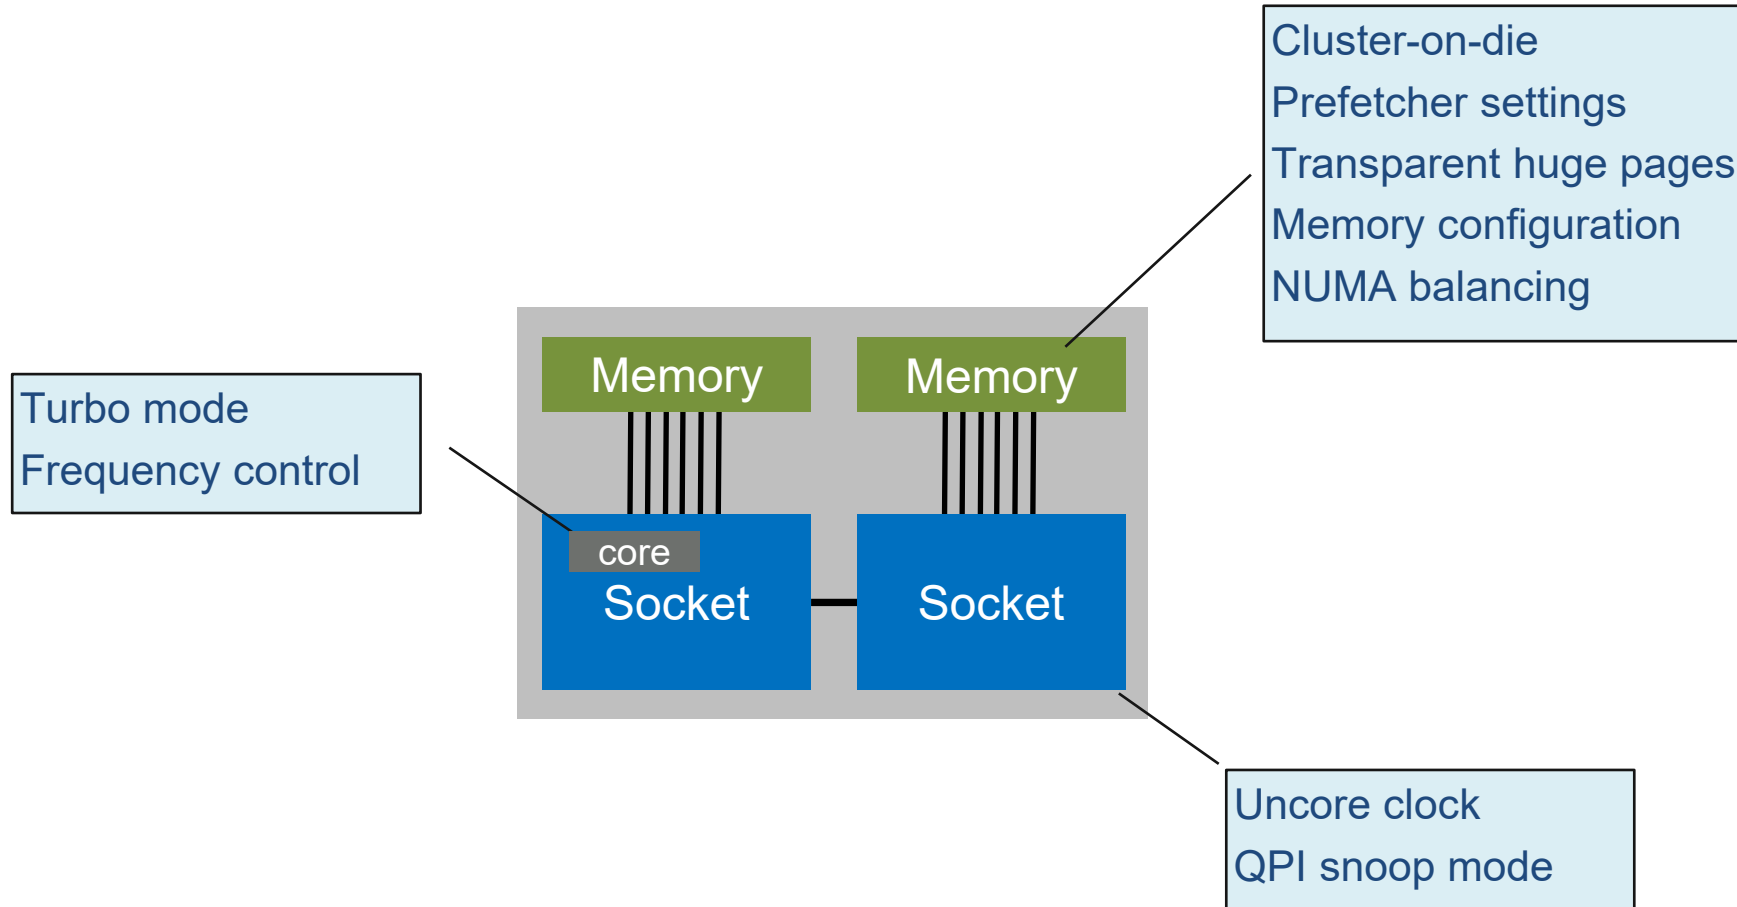 Cluster-on-die
Prefetcher settings
Transparent huge pages
Memory configuration
NUMA balancing
Memory
Memory
Turbo mode
Frequency control
core
Socket
Socket
Uncore clock
QPI snoop mode